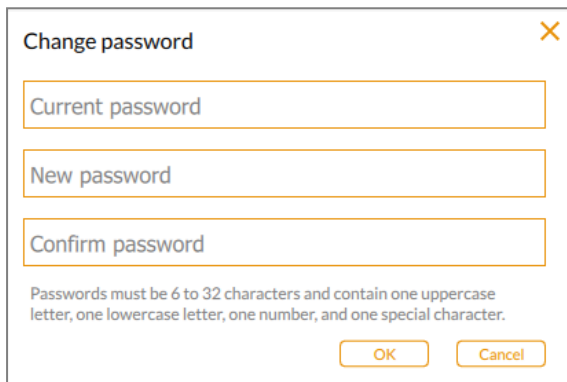 Change password
Current password
New password
Confirm password
Passwords must be 6 to 32 characters and contain one uppercase
letter, one lowercase letter, one number, and one special character.
OK
Cancel